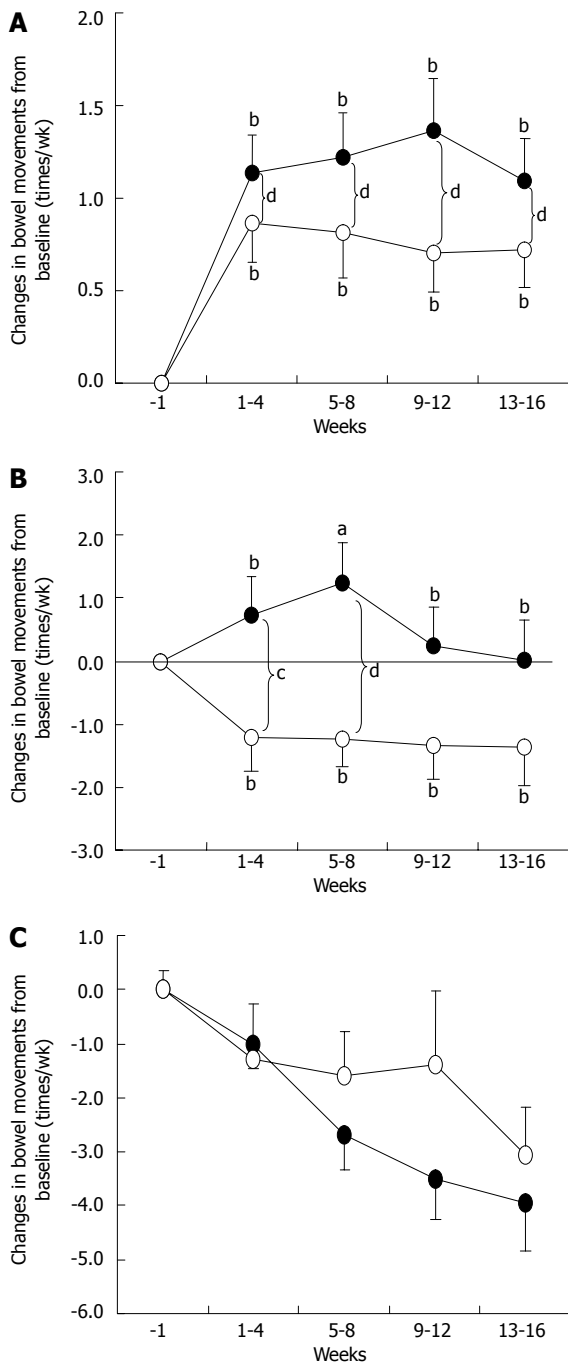 A
Changes in bowel movements from
baseline (times/wk)
2.0
1.5
1.0
0.5
0.0
b
b
b
b
d
d
d
d
b
b
b
b
-1
1-4
5-8
9-12
13-16
Weeks
B
Changes in bowel movements from
baseline (times/wk)
3.0
2.0
1.0
0.0
-1.0
-2.0
-3.0
b
a
b
b
c
d
b
b
b
b
-1
1-4
5-8
9-12
13-16
Weeks
C
Changes in bowel movements from
baseline (times/wk)
1.0
0.0
-1.0
-2.0
-3.0
-4.0
-5.0
-6.0
-1
1-4
5-8
9-12
13-16
Weeks